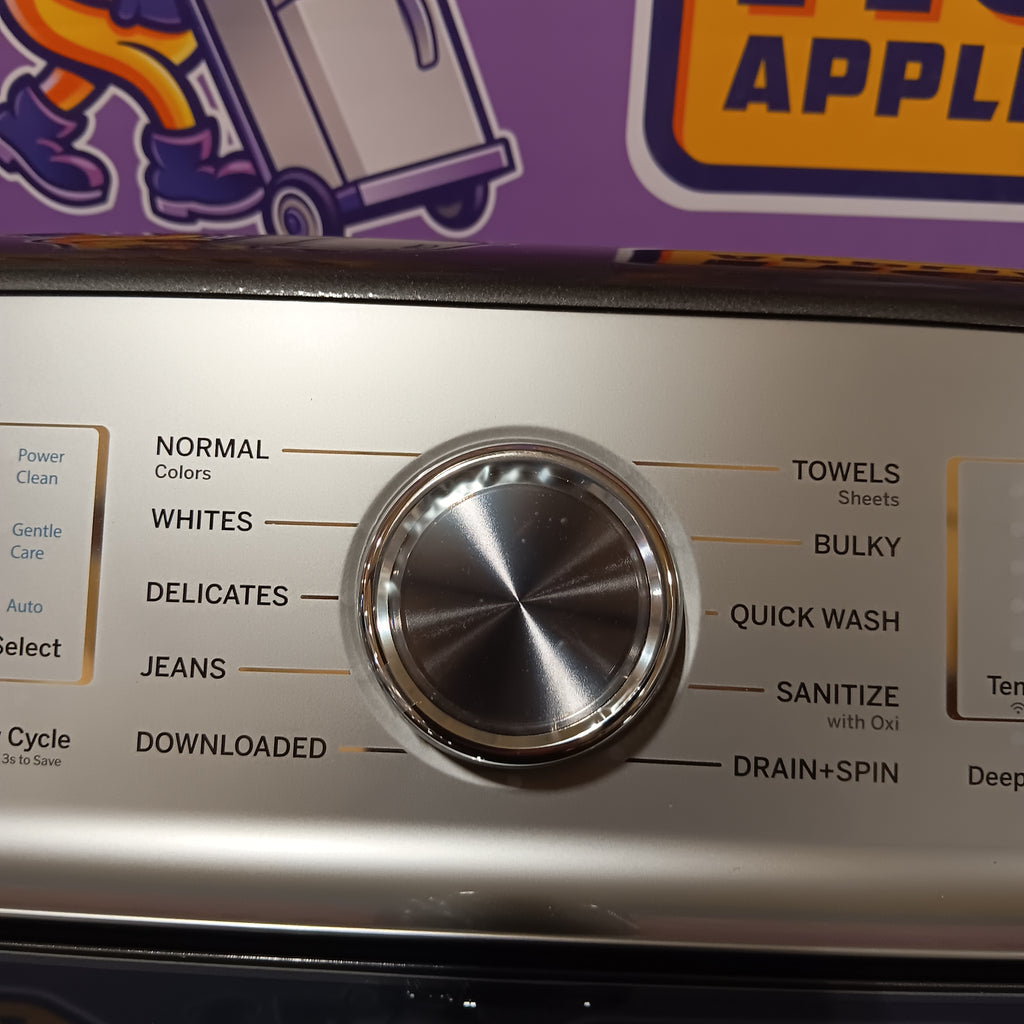 APPLI
Power
Clean
Gentle
Care
Auto
Select
Cycle
3s to Save
NORMAL
Colors
WHITES
DELICATES
JEANS
DOWNLOADED
TOWELS
Sheets
BULKY
QUICK WASH
SANITIZE
with Oxi
DRAIN+SPIN
Tem
Deep